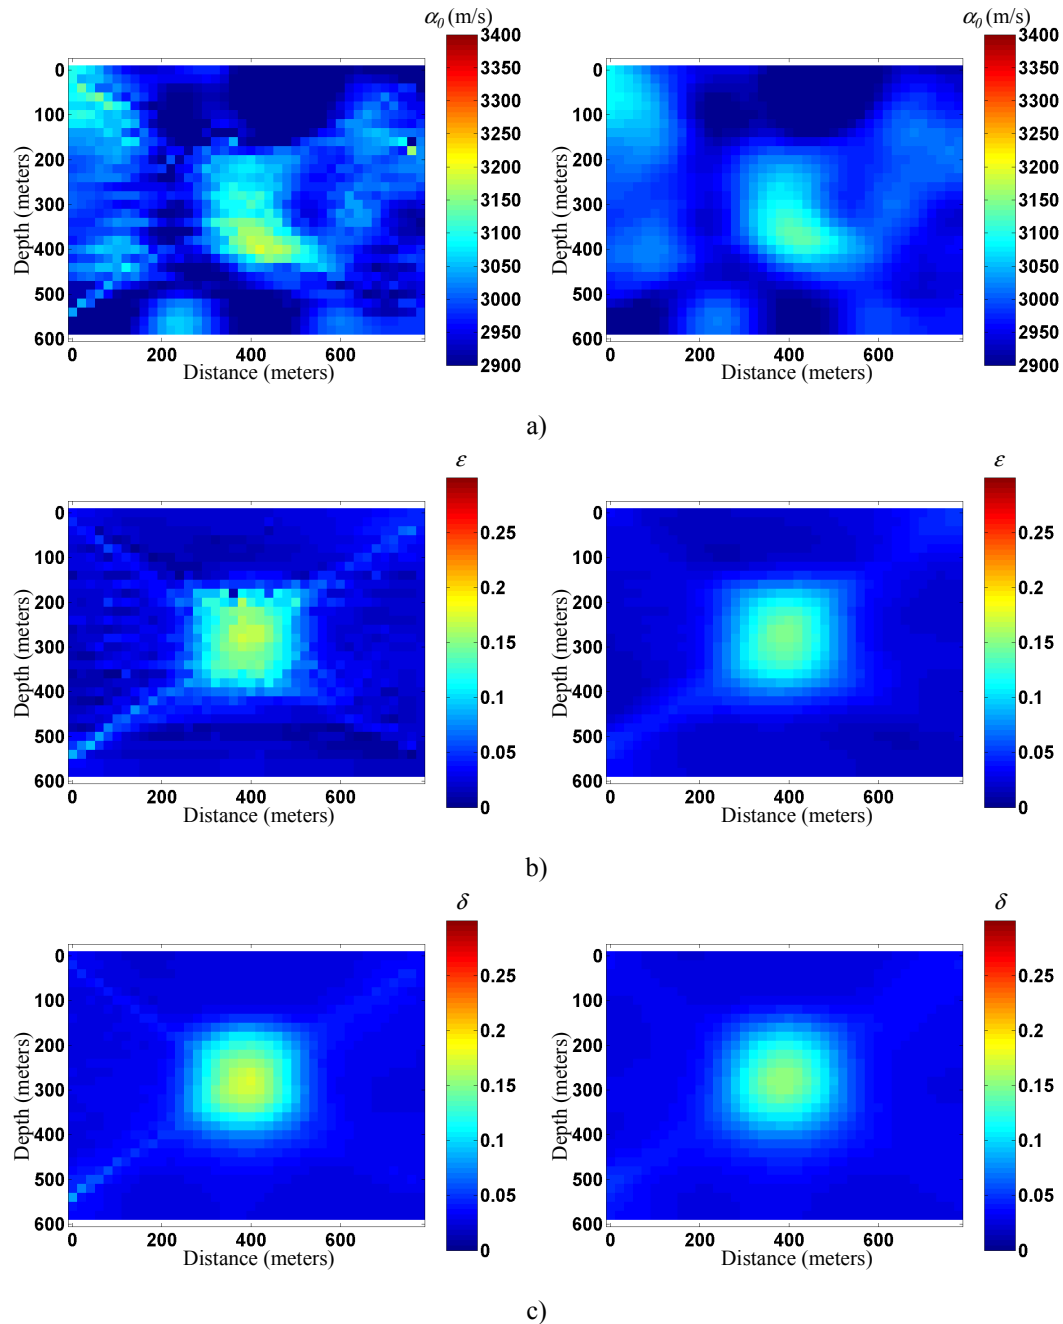 α0 (m/s) α0 (m/s)
3400 3400
0 3350 0 3350
100 3300 100 3300
3250 3250
200 3200 200 3200
Depth (meters) 3150 Depth (meters) 3150
300 300
3100 3100
400 3050 400 3050
500 3000 500 3000
2950 2950
600 2900 600 2900
0 200 400 600 0 200 400 600
Distance (meters) Distance (meters)
a)
ε ε
0 0
0.25 0.25
100 100
0.2 0.2
200 200
Depth (meters) 0.15 Depth (meters) 0.15
300 300
400 0.1 400 0.1
500 0.05 500 0.05
600 0 600 0
0 200 400 600 0 200 400 600
Distance (meters) Distance (meters)
b)
δ δ
0 0
0.25 0.25
100 100
0.2 0.2
200 200
Depth (meters) 0.15 Depth (meters) 0.15
300 300
400 0.1 400 0.1
500 0.05 500 0.05
600 0 600 0
0 200 400 600 0 200 400 600
Distance (meters) Distance (meters)
c)